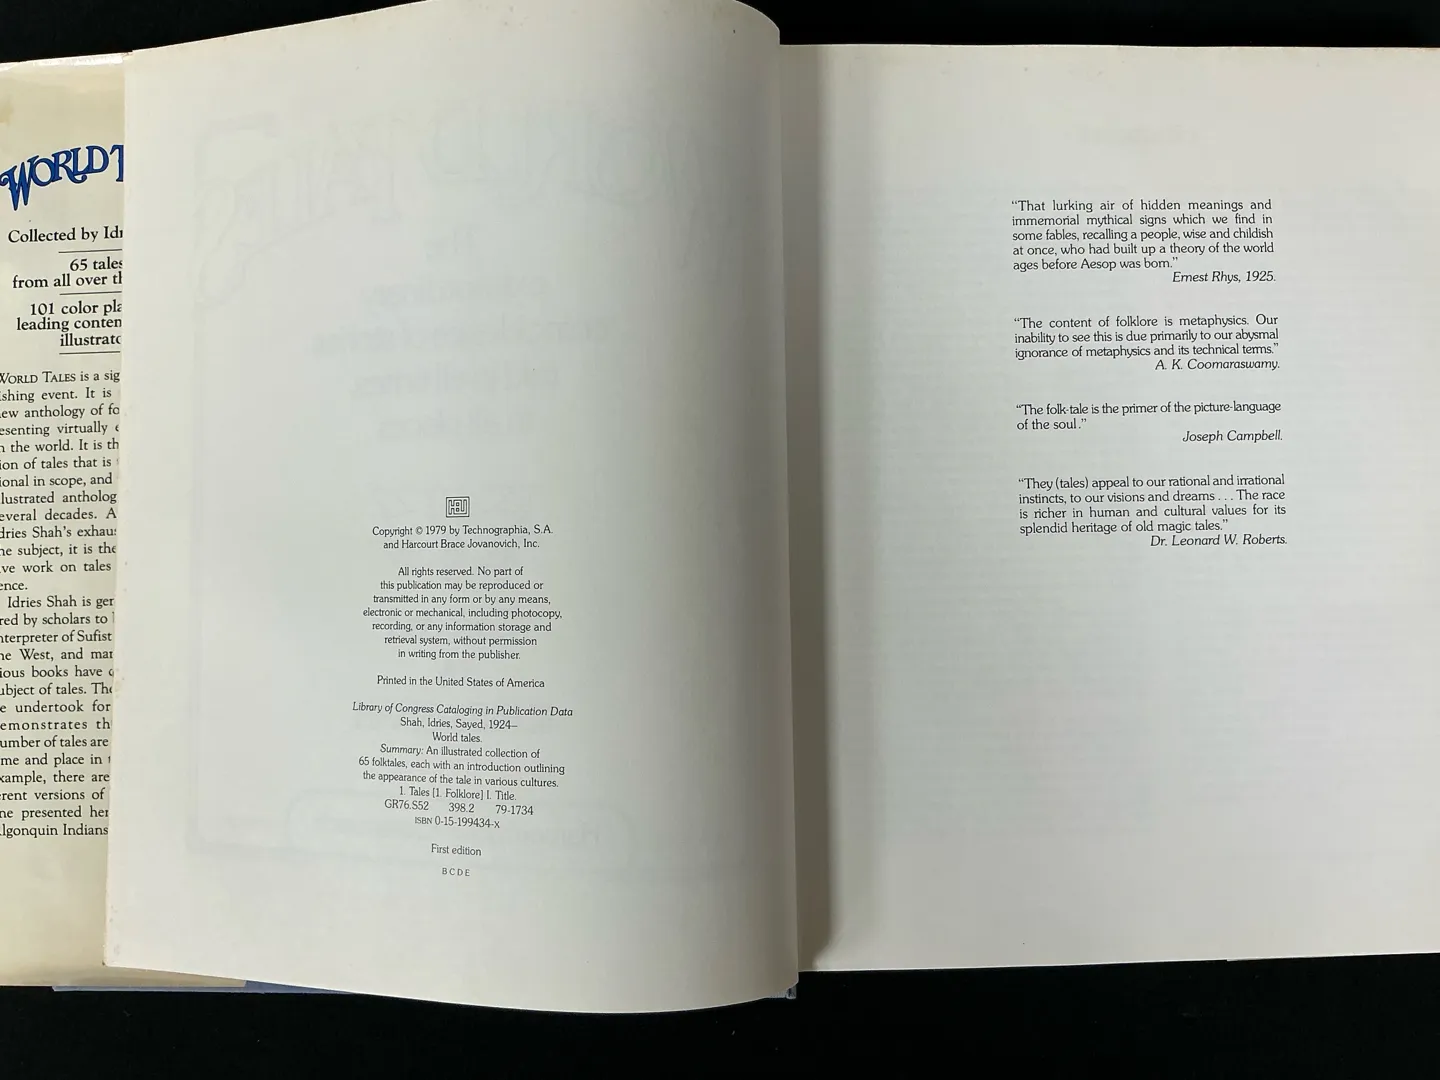 WORLD T
Collected by Idr
65 tales
from all over th
101 color pla
leading conten
illustrato
WORLD TALES is a sig
shing event. It is
ew anthology of fo
esenting virtually e
n the world. It is th
ion of tales that is
ional in scope, and
lustrated antholog
everal decades. A
dries Shah's exhaus
he subject, it is the
ve work on tales
ence.
Idries Shah is gen
red by scholars to
nterpreter of Sufist
he West, and man
ious books have
ubject of tales. The
e undertook for
emonstrates th
umber of tales are
me and place in
xample, there are
rent versions of
ne presented her
lgonquin Indians
HBJ
Copyright © 1979 by Technographia, S.A.
and Harcourt Brace Jovanovich, Inc.
All rights reserved. No part of
this publication may be reproduced or
transmitted in any form or by any means,
electronic or mechanical, including photocopy,
recording, or any information storage and
retrieval system, without permission
in writing from the publisher.
Printed in the United States of America
Library of Congress Cataloging in Publication Data
Shah, Idries, Sayed, 1924—
World tales.
Summary: An illustrated collection of
65 folktales, each with an introduction outlining
the appearance of the tale in various cultures.
1. Tales [1. Folklore] I. Title.
GR76.S52 398.2 79-1734
ISBN 0-15-199434-X
First edition
B C D E
“That lurking air of hidden meanings and
immemorial mythical signs which we find in
some fables, recalling a people, wise and childish
at once, who had built up a theory of the world
ages before Aesop was born.”
Ernest Rhys, 1925.
“The content of folklore is metaphysics. Our
inability to see this is due primarily to our abysmal
ignorance of metaphysics and its technical terms.”
A. K. Coomaraswamy.
“The folk-tale is the primer of the picture-language
of the soul.”
Joseph Campbell.
“They (tales) appeal to our rational and irrational
instincts, to our visions and dreams . . . The race
is richer in human and cultural values for its
splendid heritage of old magic tales.”
Dr. Leonard W. Roberts.